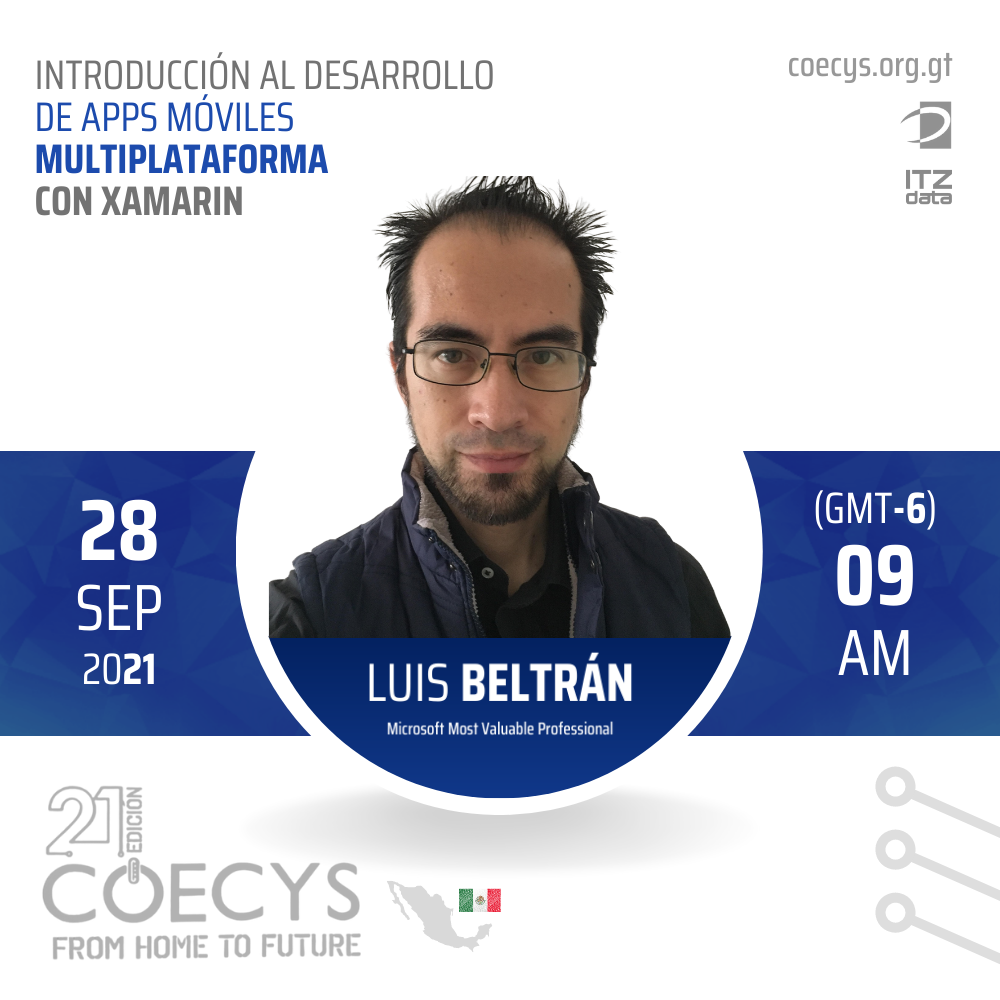 INTRODUCCIÓN AL DESARROLLO
DE APPS MÓVILES
MULTIPLATAFORMA
CON XAMARIN
coecys.org.gt
ITZ
data
28
SEP
2021
(GMT-6)
09
AM
LUIS BELTRÁN
Microsoft Most Valuable Professional
21 EDICIÓN
COECYS
FROM HOME TO FUTURE